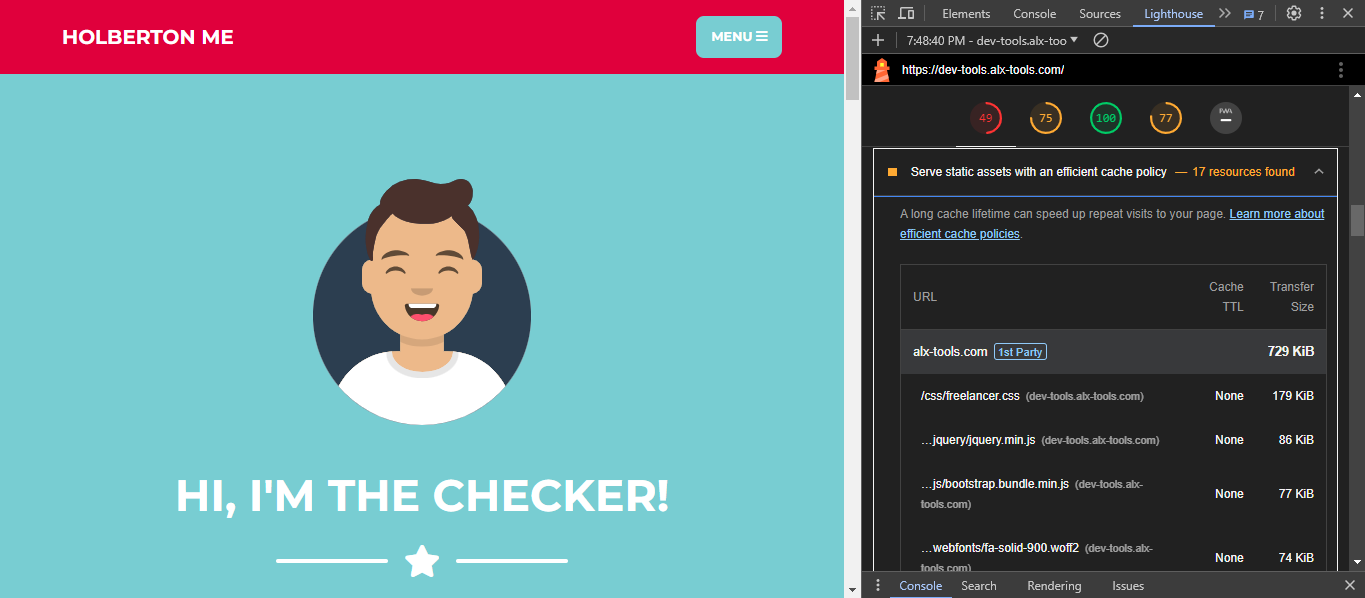 HOLBERTON ME
MENU
HI, I'M THE CHECKER!
Elements Console Sources Lighthouse 7
7:48:40 PM - dev-tools.alx-too
https://dev-tools.alx-tools.com/
49 75 100 77 PWA
Serve static assets with an efficient cache policy — 17 resources found
A long cache lifetime can speed up repeat visits to your page. Learn more about
efficient cache policies.
URL Cache TTL Transfer Size
alx-tools.com 1st Party 729 KiB
/css/freelancer.css (dev-tools.alx-tools.com) None 179 KiB
…jquery/jquery.min.js (dev-tools.alx-tools.com) None 86 KiB
…js/bootstrap.bundle.min.js (dev-tools.alx-
tools.com) None 77 KiB
…webfonts/fa-solid-900.woff2 (dev-tools.alx-
tools.com) None 74 KiB
Console Search Rendering Issues